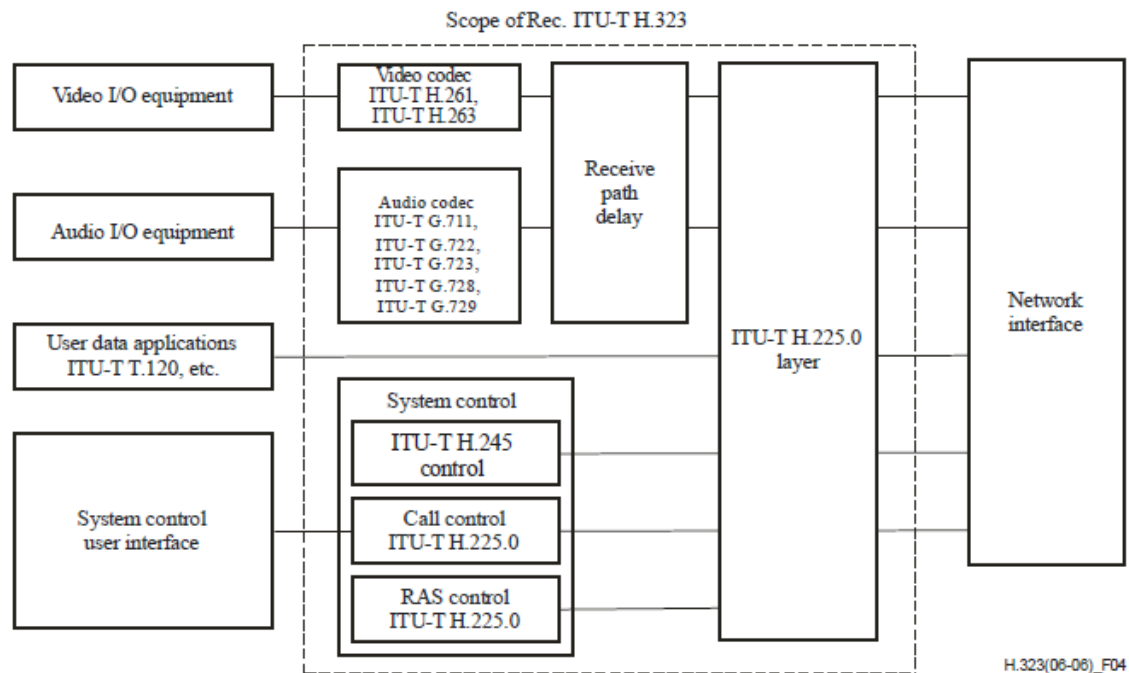 Scope of Rec. ITU-T H.323
Video I/O equipment
Video codec
ITU-T H.261,
ITU-T H.263
Receive
path
delay
ITU-T H.225.0
layer
Network
interface
Audio I/O equipment
Audio codec
ITU-T G.711,
ITU-T G.722,
ITU-T G.723,
ITU-T G.728,
ITU-T G.729
User data applications
ITU-T T.120, etc.
System control
user interface
System control
ITU-T H.245
control
Call control
ITU-T H.225.0
RAS control
ITU-T H.225.0
H.323(06-06)_F04